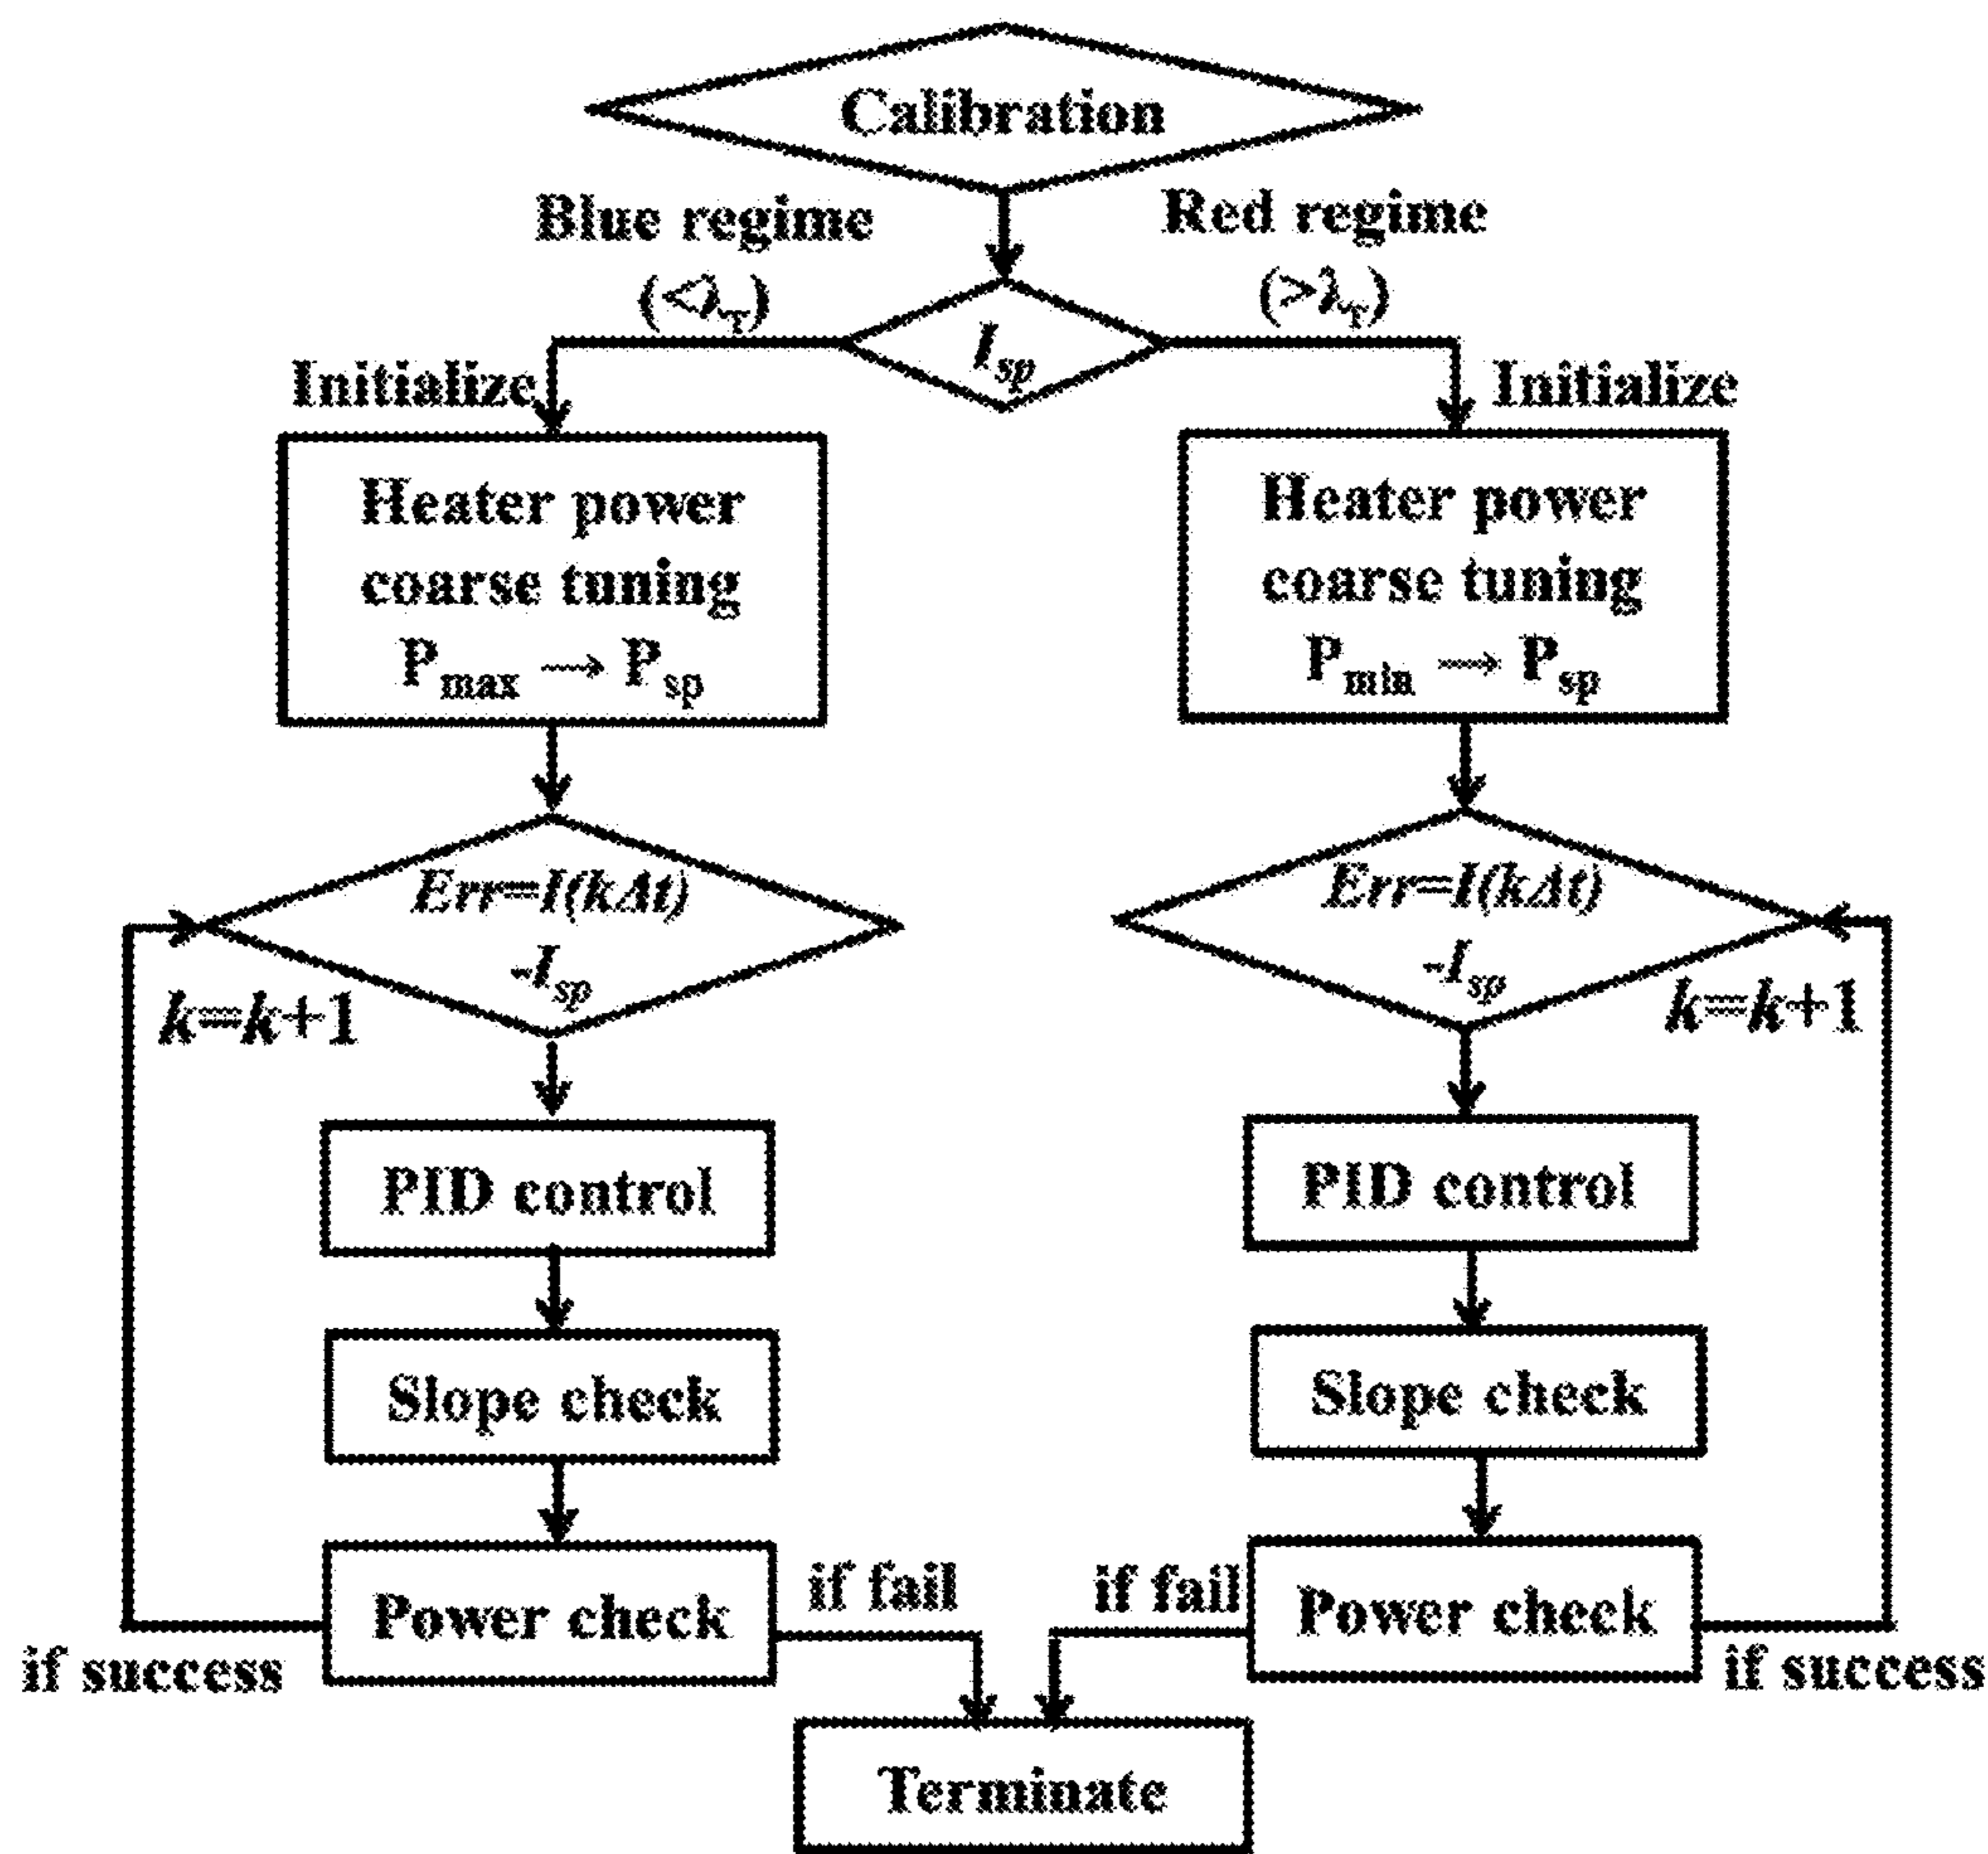 Calibration
Blue regime
(<λT)
Red regime
(>λT)
Isp
Initialize
Initialize
Heater power
coarse tuning
Pmax → Psp
Heater power
coarse tuning
Pmin → Psp
Err=I(kΔt)
-Isp
k=k+1
Err=I(kΔt)
-Isp
k=k+1
PID control
PID control
Slope check
Slope check
Power check
if fail
if success
if fail
Power check
if success
Terminate